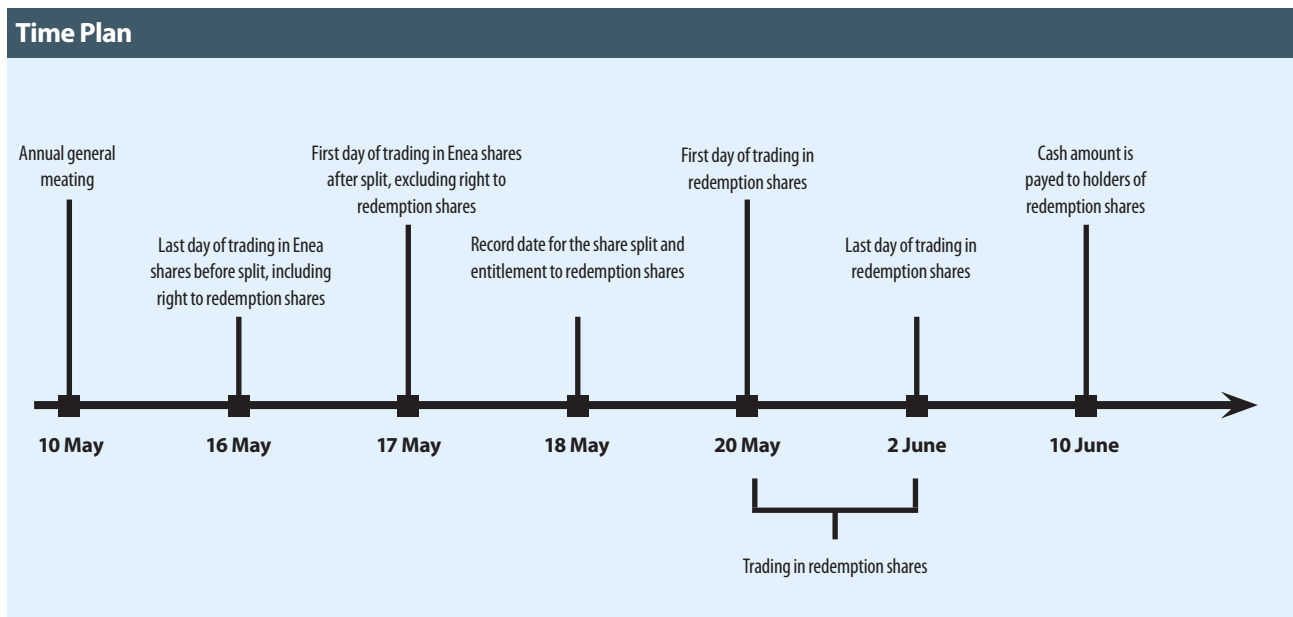 Time Plan
Annual general
meating
Last day of trading in Enea
shares before split, including
right to redemption shares
First day of trading in Enea shares
after split, excluding right to
redemption shares
Record date for the share split and
entitlement to redemption shares
First day of trading in
redemption shares
Last day of trading in
redemption shares
Cash amount is
payed to holders of
redemption shares
10 May
16 May
17 May
18 May
20 May
2 June
10 June
Trading in redemption shares